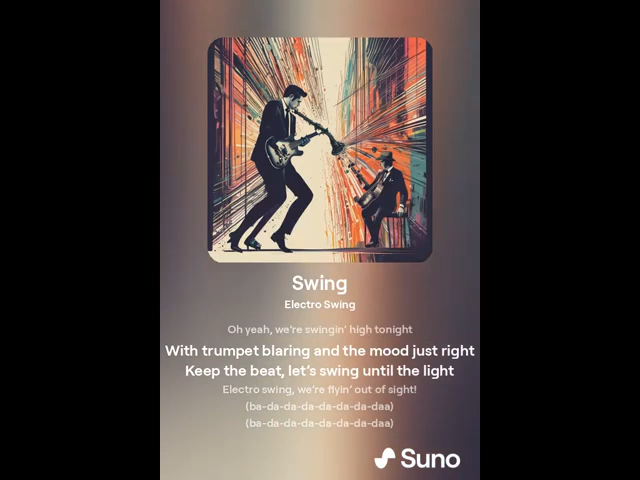 Swing
Electro Swing
Oh yeah, we're swingin' high tonight
With trumpet blaring and the mood just right
Keep the beat, let's swing until the light
Electro swing, we're flyin' out of sight!
(ba-da-da-da-da-da-da-daa)
(ba-da-da-da-da-da-da-daa)
Suno